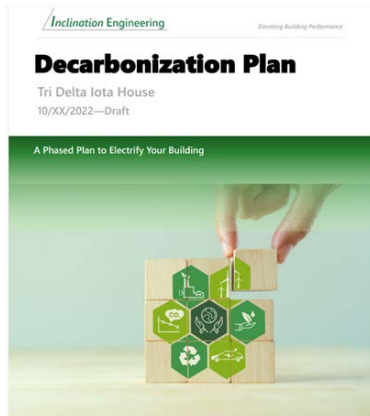 Inclination Engineering
Elevating Building Performance
Decarbonization Plan
Tri Delta Iota House
10/XX/2022—Draft
A Phased Plan to Electrify Your Building
CO₂